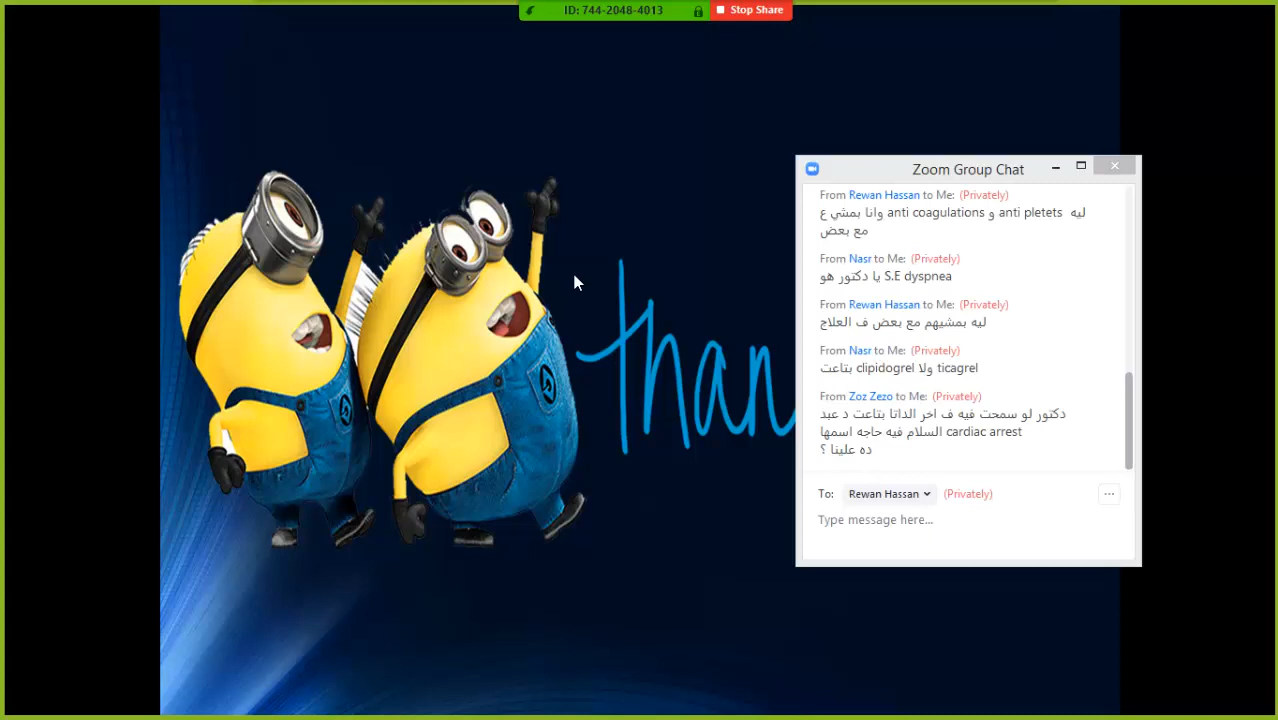 ID: 744-2048-4013
Stop Share
than
Zoom Group Chat
From Rewan Hassan to Me: (Privately)
ليه anti pletets و anti coagulations وانا بمشي ع
مع بعض
From Nasr to Me: (Privately)
يا دكتور هو S.E dyspnea
From Rewan Hassan to Me: (Privately)
ليه بمشيهم مع بعض ف العلاج
From Nasr to Me: (Privately)
بتاعت clipidogrel ولا ticagrel
From Zoz Zezo to Me: (Privately)
دكتور لو سمحت فيه ف اخر الداتا بتاعت د عبد
السلام فيه حاجه اسمها cardiac arrest
ده علينا ؟
To: Rewan Hassan (Privately)
...
Type message here...